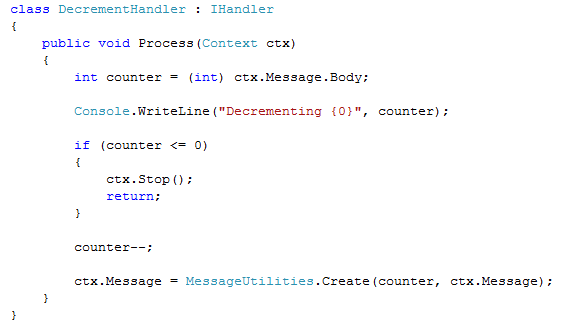 class DecrementHandler : IHandler
{
    public void Process(Context ctx)
    {
        int counter = (int) ctx.Message.Body;

        Console.WriteLine("Decrementing {0}", counter);

        if (counter <= 0)
        {
            ctx.Stop();
            return;
        }

        counter--;

        ctx.Message = MessageUtilities.Create(counter, ctx.Message);
    }
}